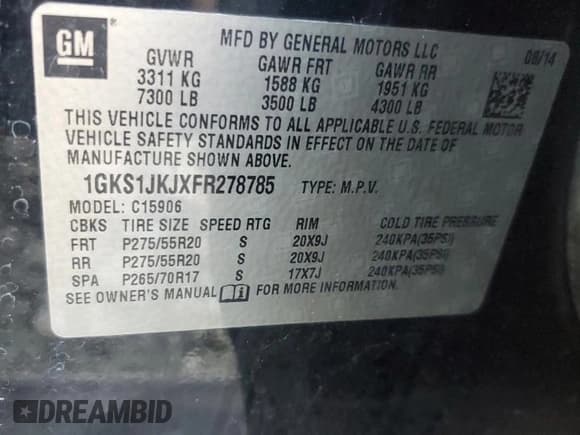 GM
MFD BY GENERAL MOTORS LLC
08/14
GVWR GAWR FRT GAWR RR
3311 KG 1588 KG 1951 KG
7300 LB 3500 LB 4300 LB
THIS VEHICLE CONFORMS TO ALL APPLICABLE U.S. FEDERAL MOTOR
VEHICLE SAFETY STANDARDS IN EFFECT ON THE DATE OF
MANUFACTURE SHOWN ABOVE.
1GKS1JKJXFR278785 TYPE: M.P.V.
MODEL: C15906
CBKS TIRE SIZE SPEED RTG RIM
FRT P275/55R20 S 20X9J 240KPA(35PSI)
RR P275/55R20 S 20X9J 240KPA(35PSI)
SPA P265/70R17 S 17X7J 240KPA(35PSI)
SEE OWNER'S MANUAL FOR MORE INFORMATION.
DREAMBID